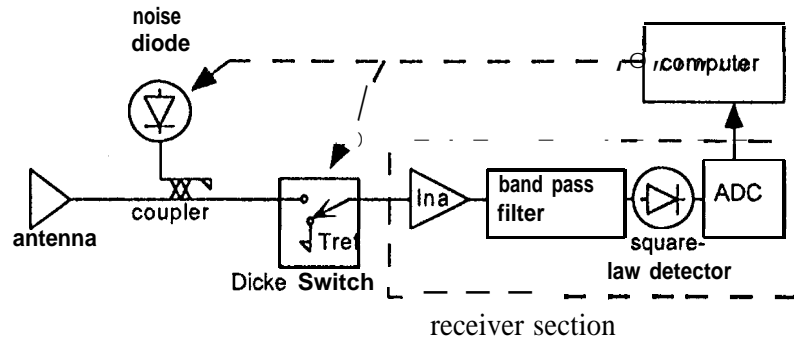 noise
diode
computer
antenna
coupler
Tref
Dicke Switch
lna
band pass
filter
square-
law detector
ADC
receiver section